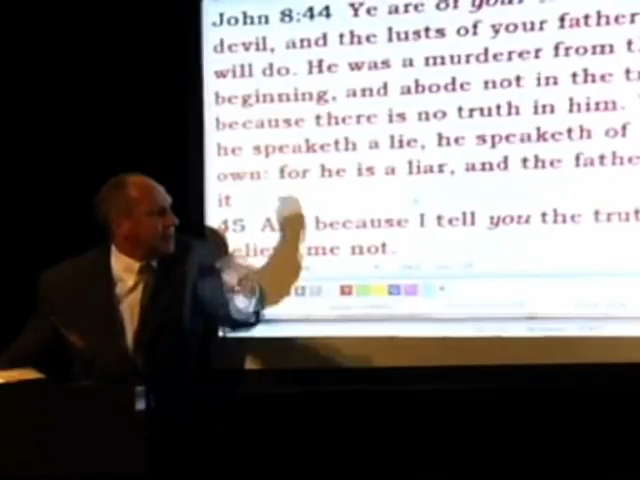 John 8:44 Ye are of your
devil, and the lusts of your father
will do. He was a murderer from
beginning, and abode not in the
because there is no truth in him.
he speaketh a lie, he speaketh of
own: for he is a liar, and the
it
45 because I tell you the
me not.